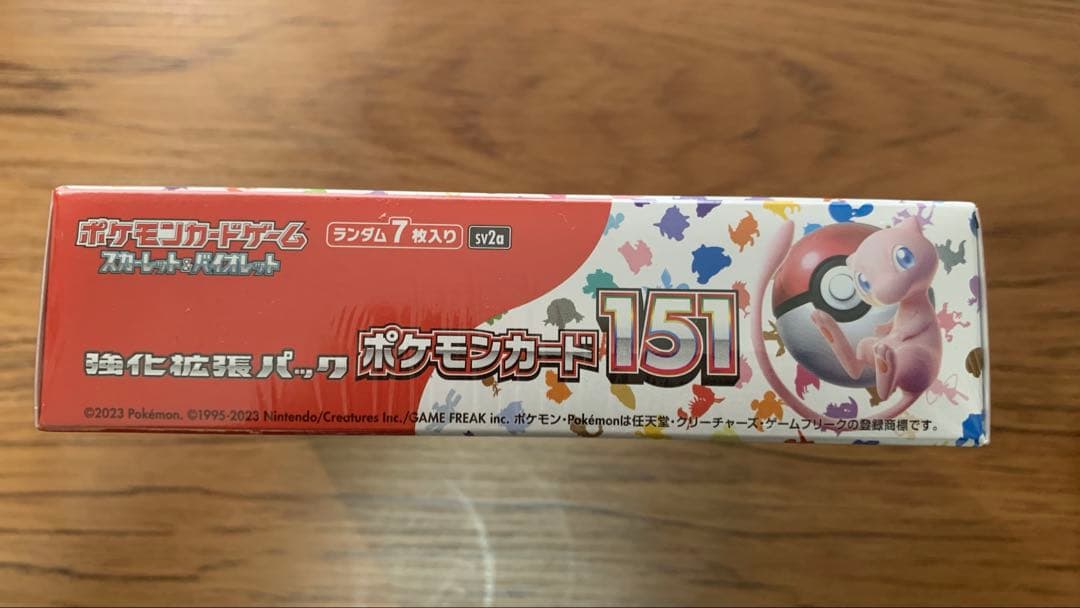 ポケモンカードゲーム
スカーレット&バイオレット
ランダム7枚入り
sv2a
強化拡張パック
ポケモンカード151
©2023 Pokémon. ©1995-2023 Nintendo/Creatures Inc./GAME FREAK inc. ポケモン・Pokémonは任天堂・クリーチャーズ・ゲームフリークの登録商標です。